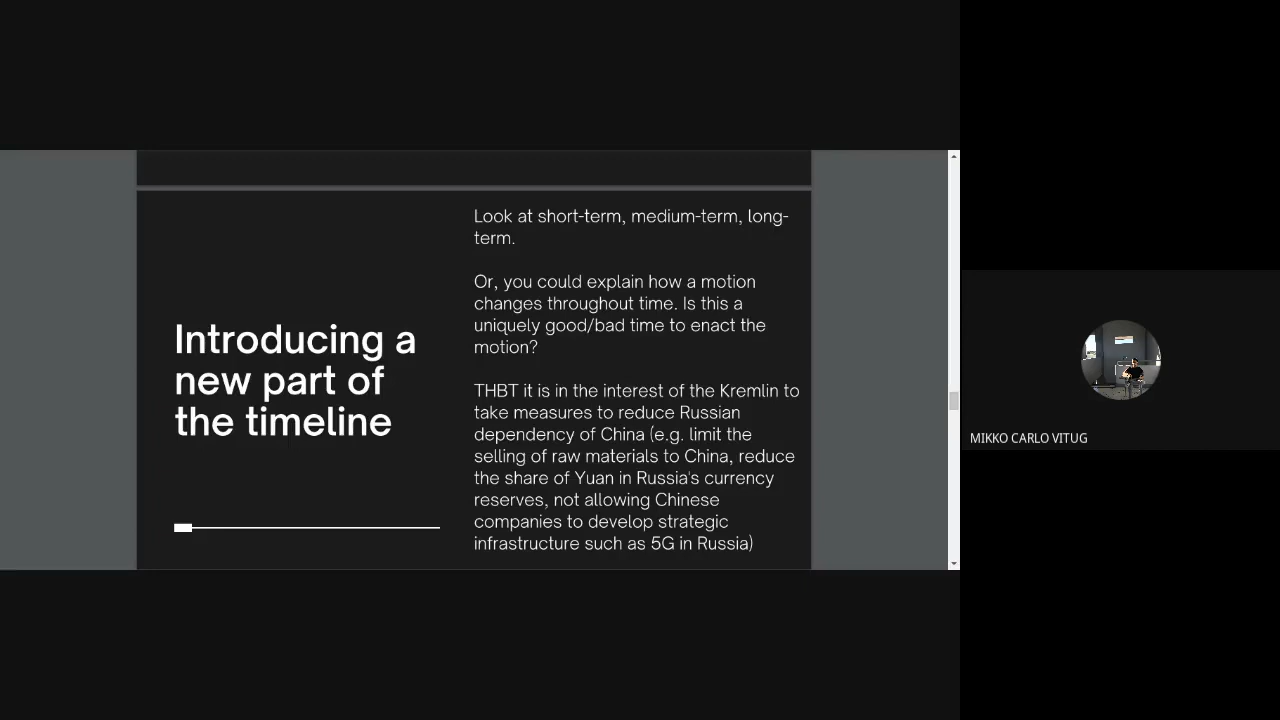 Introducing a
new part of
the timeline
Look at short-term, medium-term, long-
term.
Or, you could explain how a motion
changes throughout time. Is this a
uniquely good/bad time to enact the
motion?
THBT it is in the interest of the Kremlin to
take measures to reduce Russian
dependency of China (e.g. limit the
selling of raw materials to China, reduce
the share of Yuan in Russia's currency
reserves, not allowing Chinese
companies to develop strategic
infrastructure such as 5G in Russia)
MIKKO CARLO VITUG